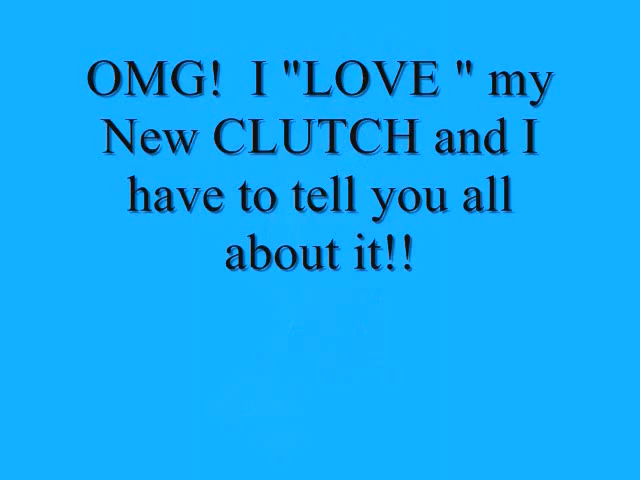 OMG!  I "LOVE " my
New CLUTCH and I
have to tell you all
about it!!